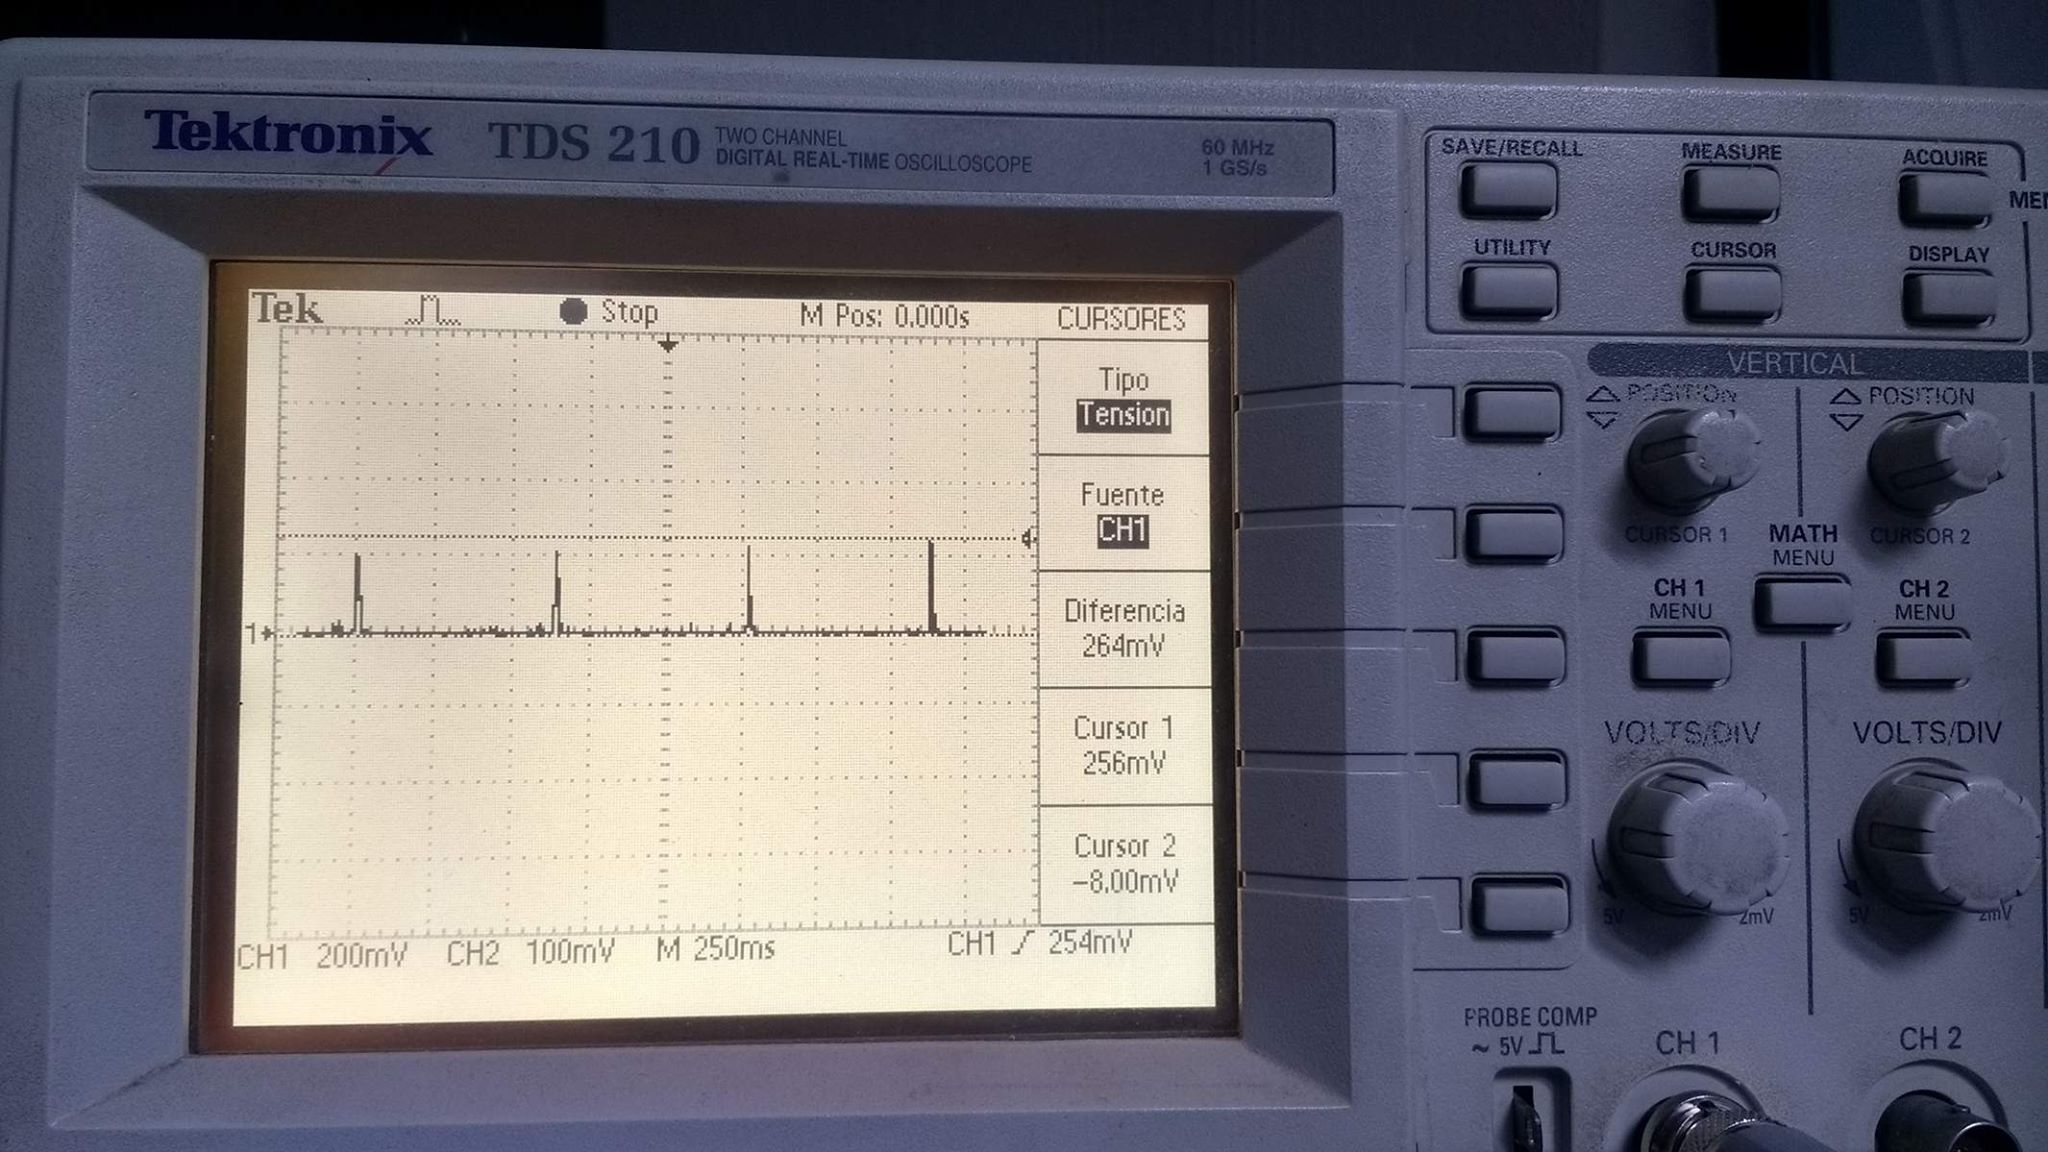 Tektronix TDS 210 TWO CHANNEL
DIGITAL REAL-TIME OSCILLOSCOPE
60 MHz
1 GS/s
Tek Stop M Pos: 0.000s CURSORES
Tipo
Tension
Fuente
CH1
Diferencia
264mV
Cursor 1
256mV
Cursor 2
-8.00mV
1
CH1 200mV CH2 100mV M 250ms CH1 254mV
SAVE/RECALL MEASURE ACQUIRE
UTILITY CURSOR DISPLAY
VERTICAL
POSITION POSITION
CURSOR 1 MATH CURSOR 2
MENU
CH 1 CH 2
MENU MENU
VOLTS/DIV VOLTS/DIV
5V 2mV 5V 2mV
PROBE COMP
~ 5V
CH 1 CH 2